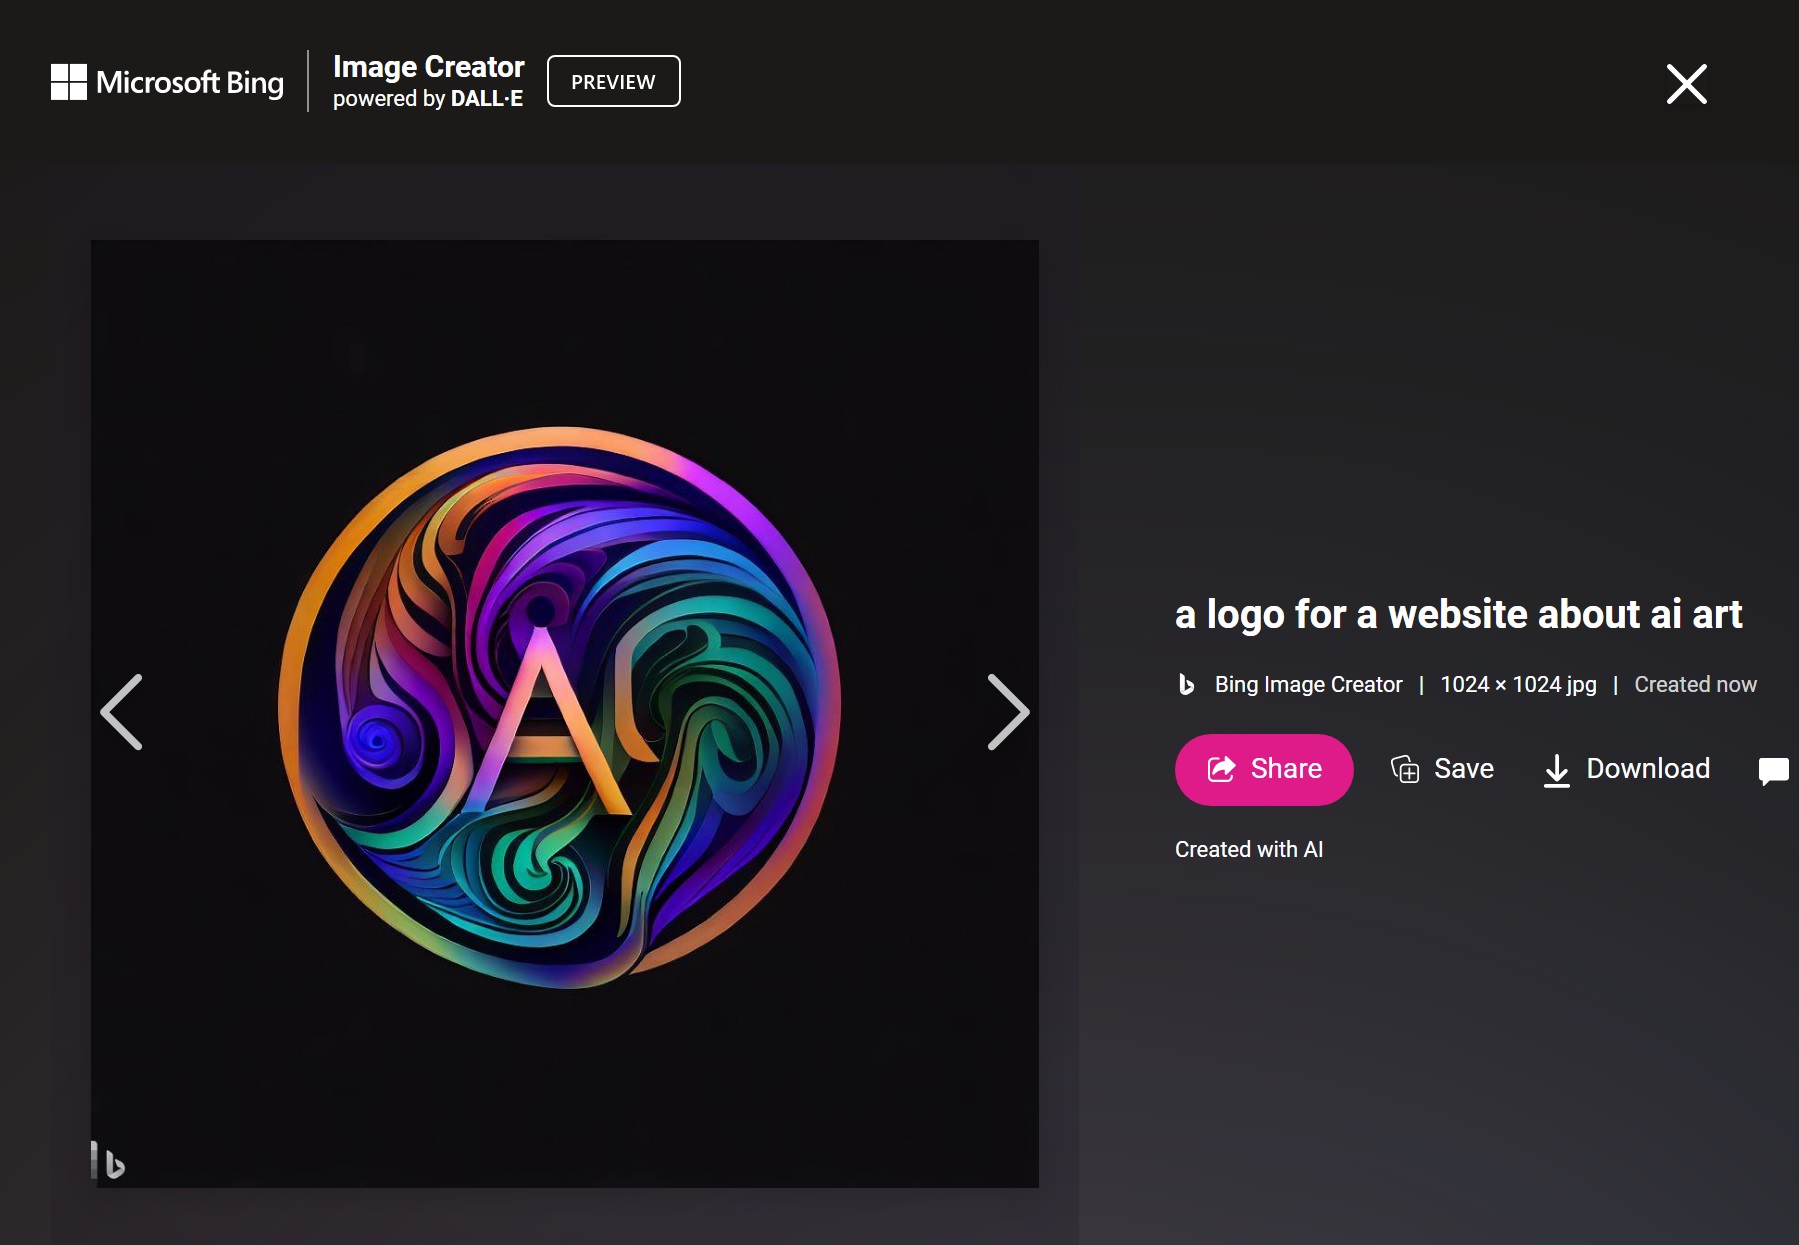 Microsoft Bing
Image Creator
powered by DALL·E
PREVIEW
A
a logo for a website about ai art
Bing Image Creator | 1024 × 1024 jpg | Created now
Share
Save
Download
Created with AI